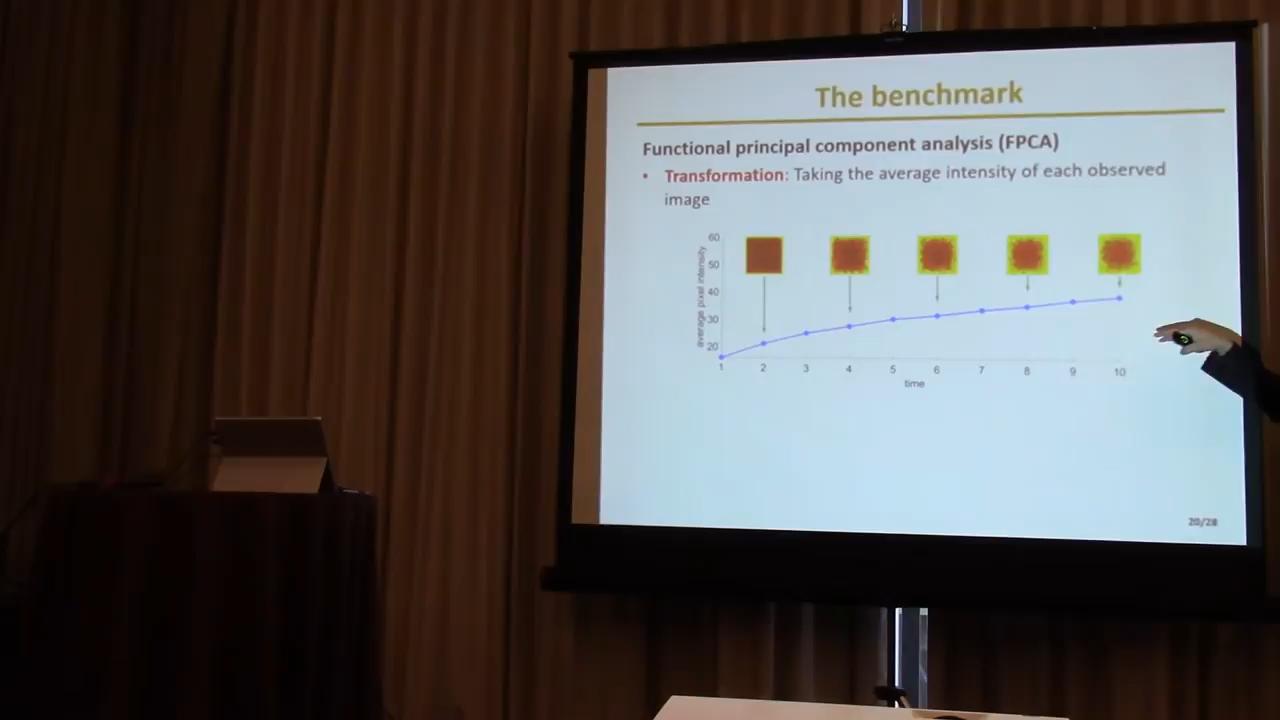 The benchmark
Functional principal component analysis (FPCA)
• Transformation: Taking the average intensity of each observed
image
60
50
40
30
20
average pixel intensity
1 2 3 4 5 6 7 8 9 10
time
20/28